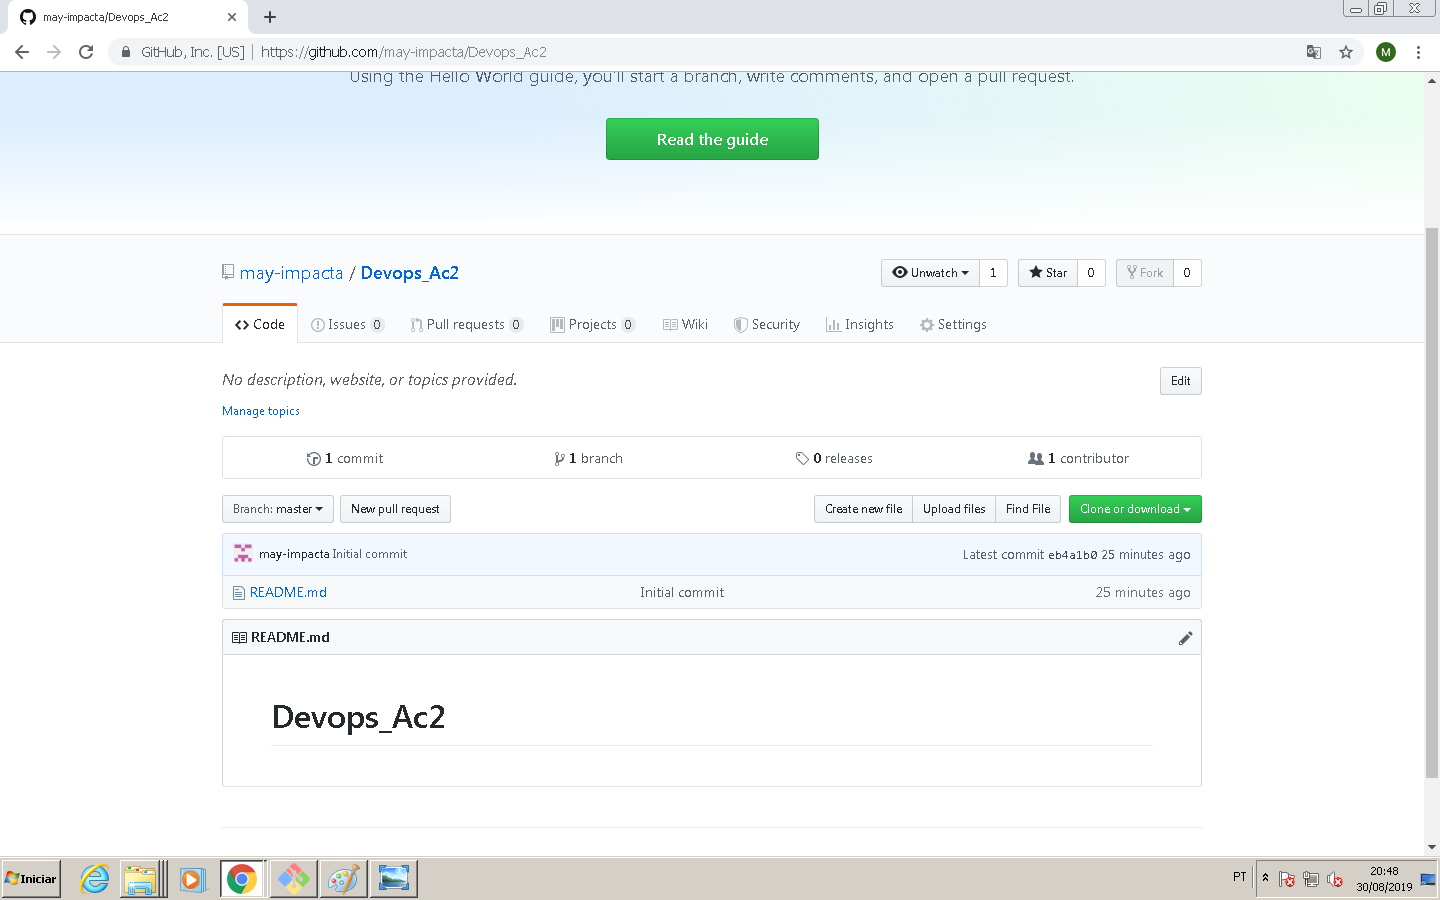 may-impacta/Devops_Ac2
GitHub, Inc. [US] | https://github.com/may-impacta/Devops_Ac2
M
Using the Hello World guide, you'll start a branch, write comments, and open a pull request.
Read the guide
may-impacta / Devops_Ac2
Unwatch 1 Star 0 Fork 0
Code Issues 0 Pull requests 0 Projects 0 Wiki Security Insights Settings
No description, website, or topics provided.
Edit
Manage topics
1 commit 1 branch 0 releases 1 contributor
Branch: master New pull request Create new file Upload files Find File Clone or download
may-impacta Initial commit Latest commit eb4a1b0 25 minutes ago
README.md Initial commit 25 minutes ago
README.md
Devops_Ac2
Iniciar PT 20:48
30/08/2019